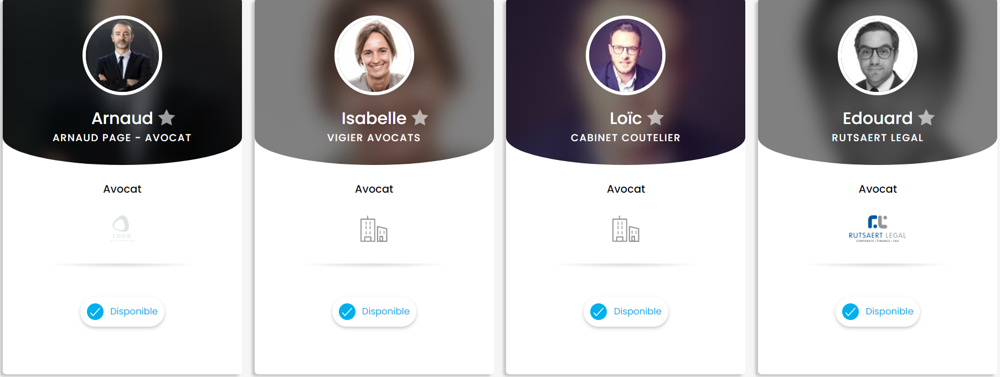 Arnaud
ARNAUD PAGE - AVOCAT
Avocat
LOGO
Disponible
Isabelle
VIGIER AVOCATS
Avocat
Disponible
Loïc
CABINET COUTELIER
Avocat
Disponible
Edouard
RUTSAERT LEGAL
Avocat
RUTSAERT LEGAL
CORPORATE • FINANCE • TAX
Disponible